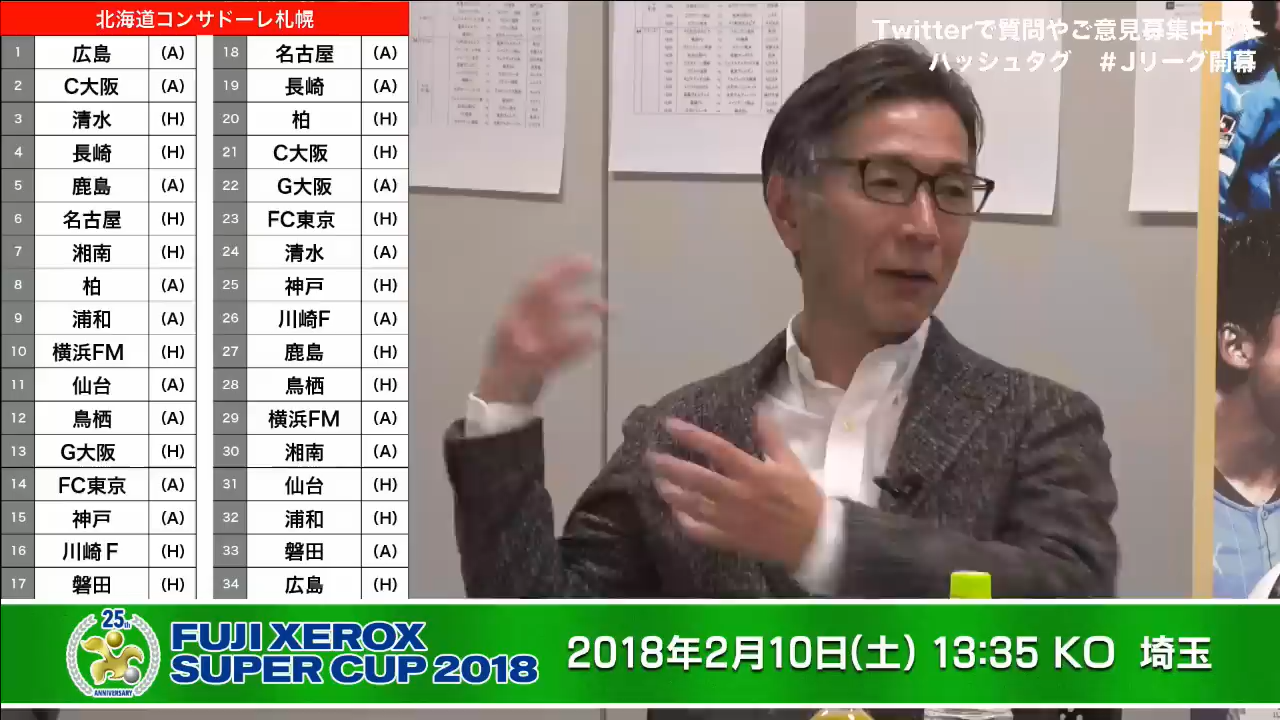 北海道コンサドーレ札幌
広島 (A)
C大阪 (A)
清水 (H)
4 長崎 (H)
5 鹿島 (A)
6 名古屋 (H)
7 湘南 (H)
8 柏 (A)
9 浦和 (A)
10 横浜FM (H)
11 仙台 (A)
12 鳥栖 (A)
13 G大阪 (H)
14 FC東京 (A)
15 神戸 (A)
16 川崎F (H)
17 磐田 (H)
18 名古屋 (A)
19 長崎 (A)
20 柏 (H)
21 C大阪 (H)
22 G大阪 (A)
23 FC東京 (H)
24 清水 (A)
25 神戸 (H)
26 川崎F (A)
27 鹿島 (H)
28 鳥栖 (H)
29 横浜FM (A)
30 湘南 (A)
31 仙台 (H)
32 浦和 (H)
33 磐田 (A)
34 広島 (H)
Twitterで質問やご意見募集中です
ハッシュタグ #Jリーグ開幕
25th
ANNIVERSARY
FUJI XEROX
SUPER CUP 2018
2018年2月10日(土) 13:35 KO 埼玉